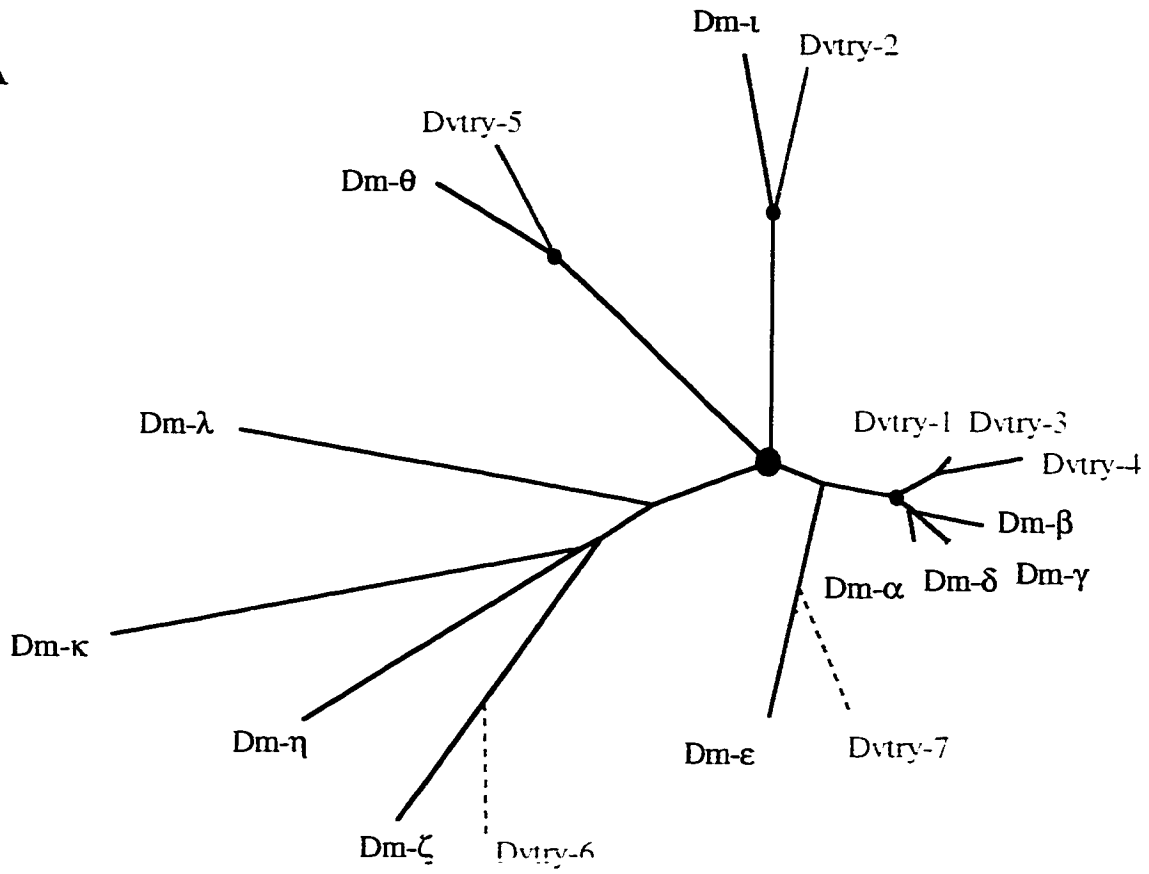 A
Dm-ι
Dvtry-2
Dvtry-5
Dm-θ
Dm-λ
Dvtry-1 Dvtry-3
Dvtry-4
Dm-β
Dm-α Dm-δ Dm-γ
Dm-κ
Dm-η
Dm-ε
Dvtry-7
Dm-ζ
Dvtry-6